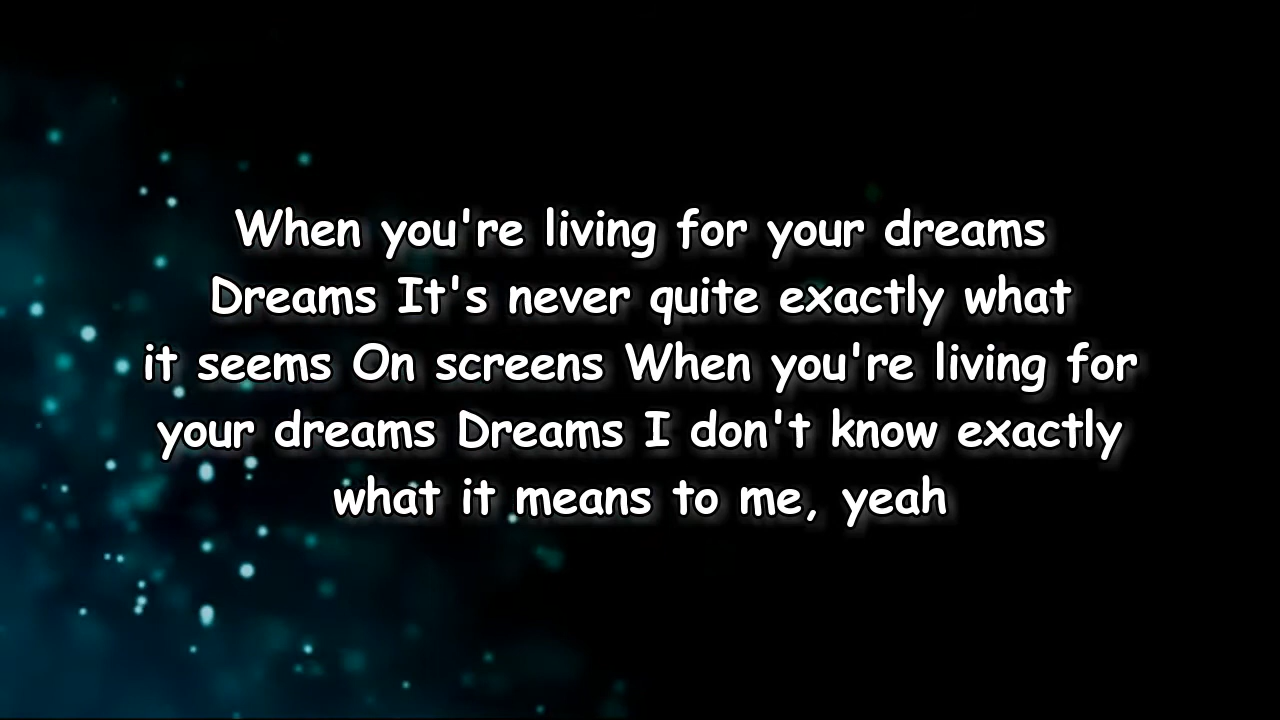 When you're living for your dreams
Dreams It's never quite exactly what
it seems On screens When you're living for
your dreams Dreams I don't know exactly
what it means to me, yeah